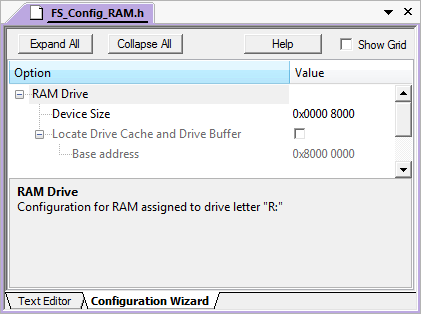 FS_Config_RAM.h
Expand All Collapse All Help Show Grid
Option Value
RAM Drive
Device Size 0x0000 8000
Locate Drive Cache and Drive Buffer
Base address 0x8000 0000
RAM Drive
Configuration for RAM assigned to drive letter "R:"
Text Editor Configuration Wizard